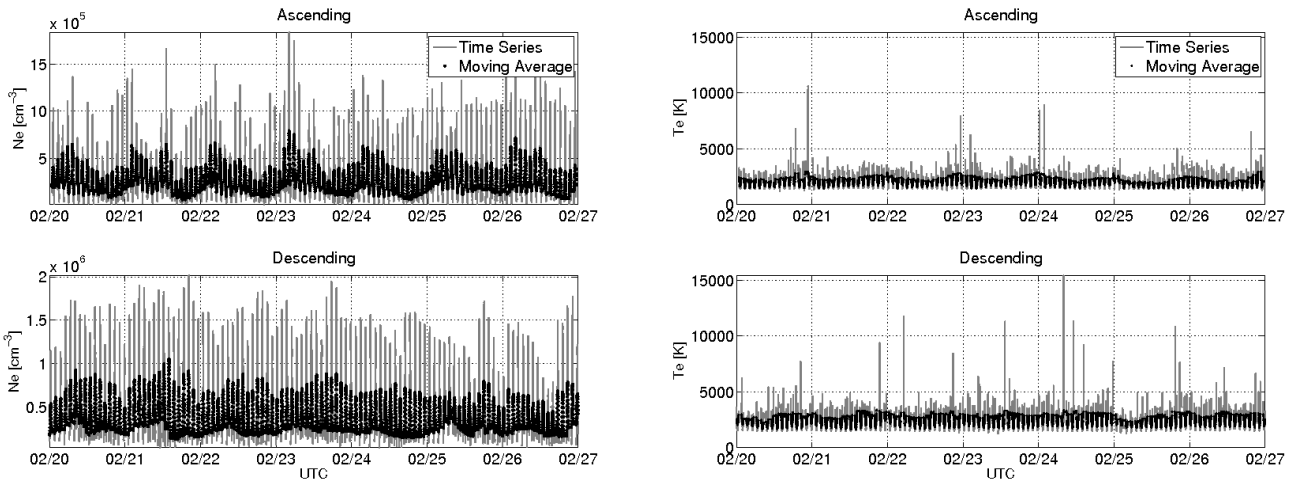 Ascending
x 10^5
15
10
5
Ne [cm^−3]
Time Series
Moving Average
02/20 02/21 02/22 02/23 02/24 02/25 02/26 02/27
Descending
x 10^6
2
1.5
1
0.5
Ne [cm^−3]
02/20 02/21 02/22 02/23 02/24 02/25 02/26 02/27
UTC
Ascending
15000
10000
5000
0
Te [K]
Time Series
Moving Average
02/20 02/21 02/22 02/23 02/24 02/25 02/26 02/27
Descending
15000
10000
5000
0
Te [K]
02/20 02/21 02/22 02/23 02/24 02/25 02/26 02/27
UTC